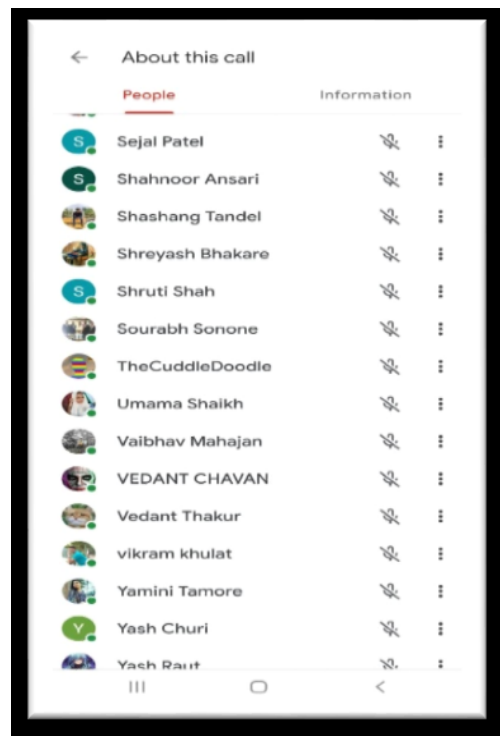 About this call
People Information
S Sejal Patel
S Shahnoor Ansari
Shashang Tandel
Shreyash Bhakare
S Shruti Shah
Sourabh Sonone
TheCuddleDoodle
Umama Shaikh
Vaibhav Mahajan
VEDANT CHAVAN
Vedant Thakur
vikram khulat
Yamini Tamore
Y Yash Churi
Yash Raut